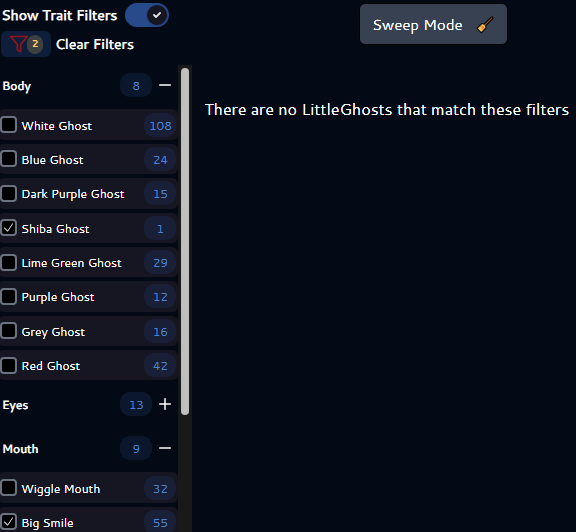 Show Trait Filters
2 Clear Filters
Sweep Mode
Body 8
There are no LittleGhosts that match these filters
White Ghost 108
Blue Ghost 24
Dark Purple Ghost 15
Shiba Ghost 1
Lime Green Ghost 29
Purple Ghost 12
Grey Ghost 16
Red Ghost 42
Eyes 13
Mouth 9
Wiggle Mouth 32
Big Smile 55